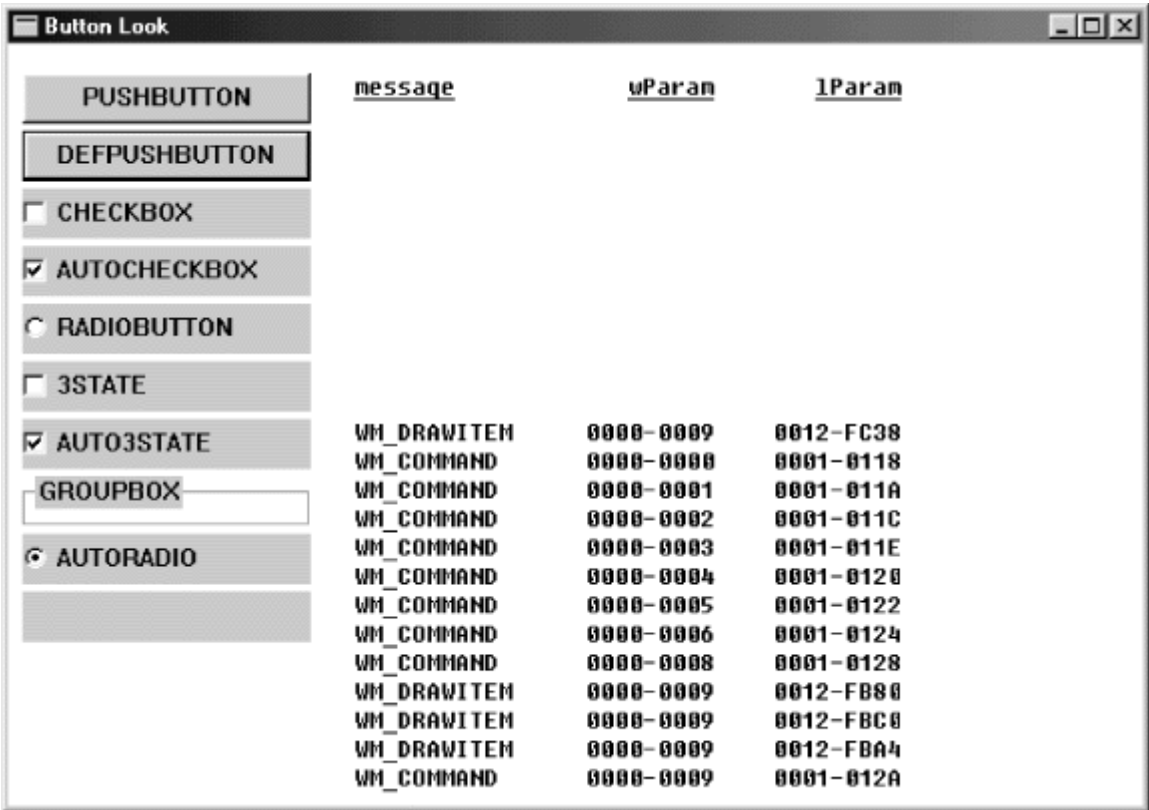 Button Look
PUSHBUTTON
DEFPUSHBUTTON
CHECKBOX
AUTOCHECKBOX
RADIOBUTTON
3STATE
AUTO3STATE
GROUPBOX
AUTORADIO
message wParam lParam
WM_DRAWITEM 0000-0009 0012-FC38
WM_COMMAND 0000-0000 0001-0118
WM_COMMAND 0000-0001 0001-011A
WM_COMMAND 0000-0002 0001-011C
WM_COMMAND 0000-0003 0001-011E
WM_COMMAND 0000-0004 0001-0120
WM_COMMAND 0000-0005 0001-0122
WM_COMMAND 0000-0006 0001-0124
WM_COMMAND 0000-0008 0001-0128
WM_DRAWITEM 0000-0009 0012-FB80
WM_DRAWITEM 0000-0009 0012-FBC0
WM_DRAWITEM 0000-0009 0012-FBA4
WM_COMMAND 0000-0009 0001-012A